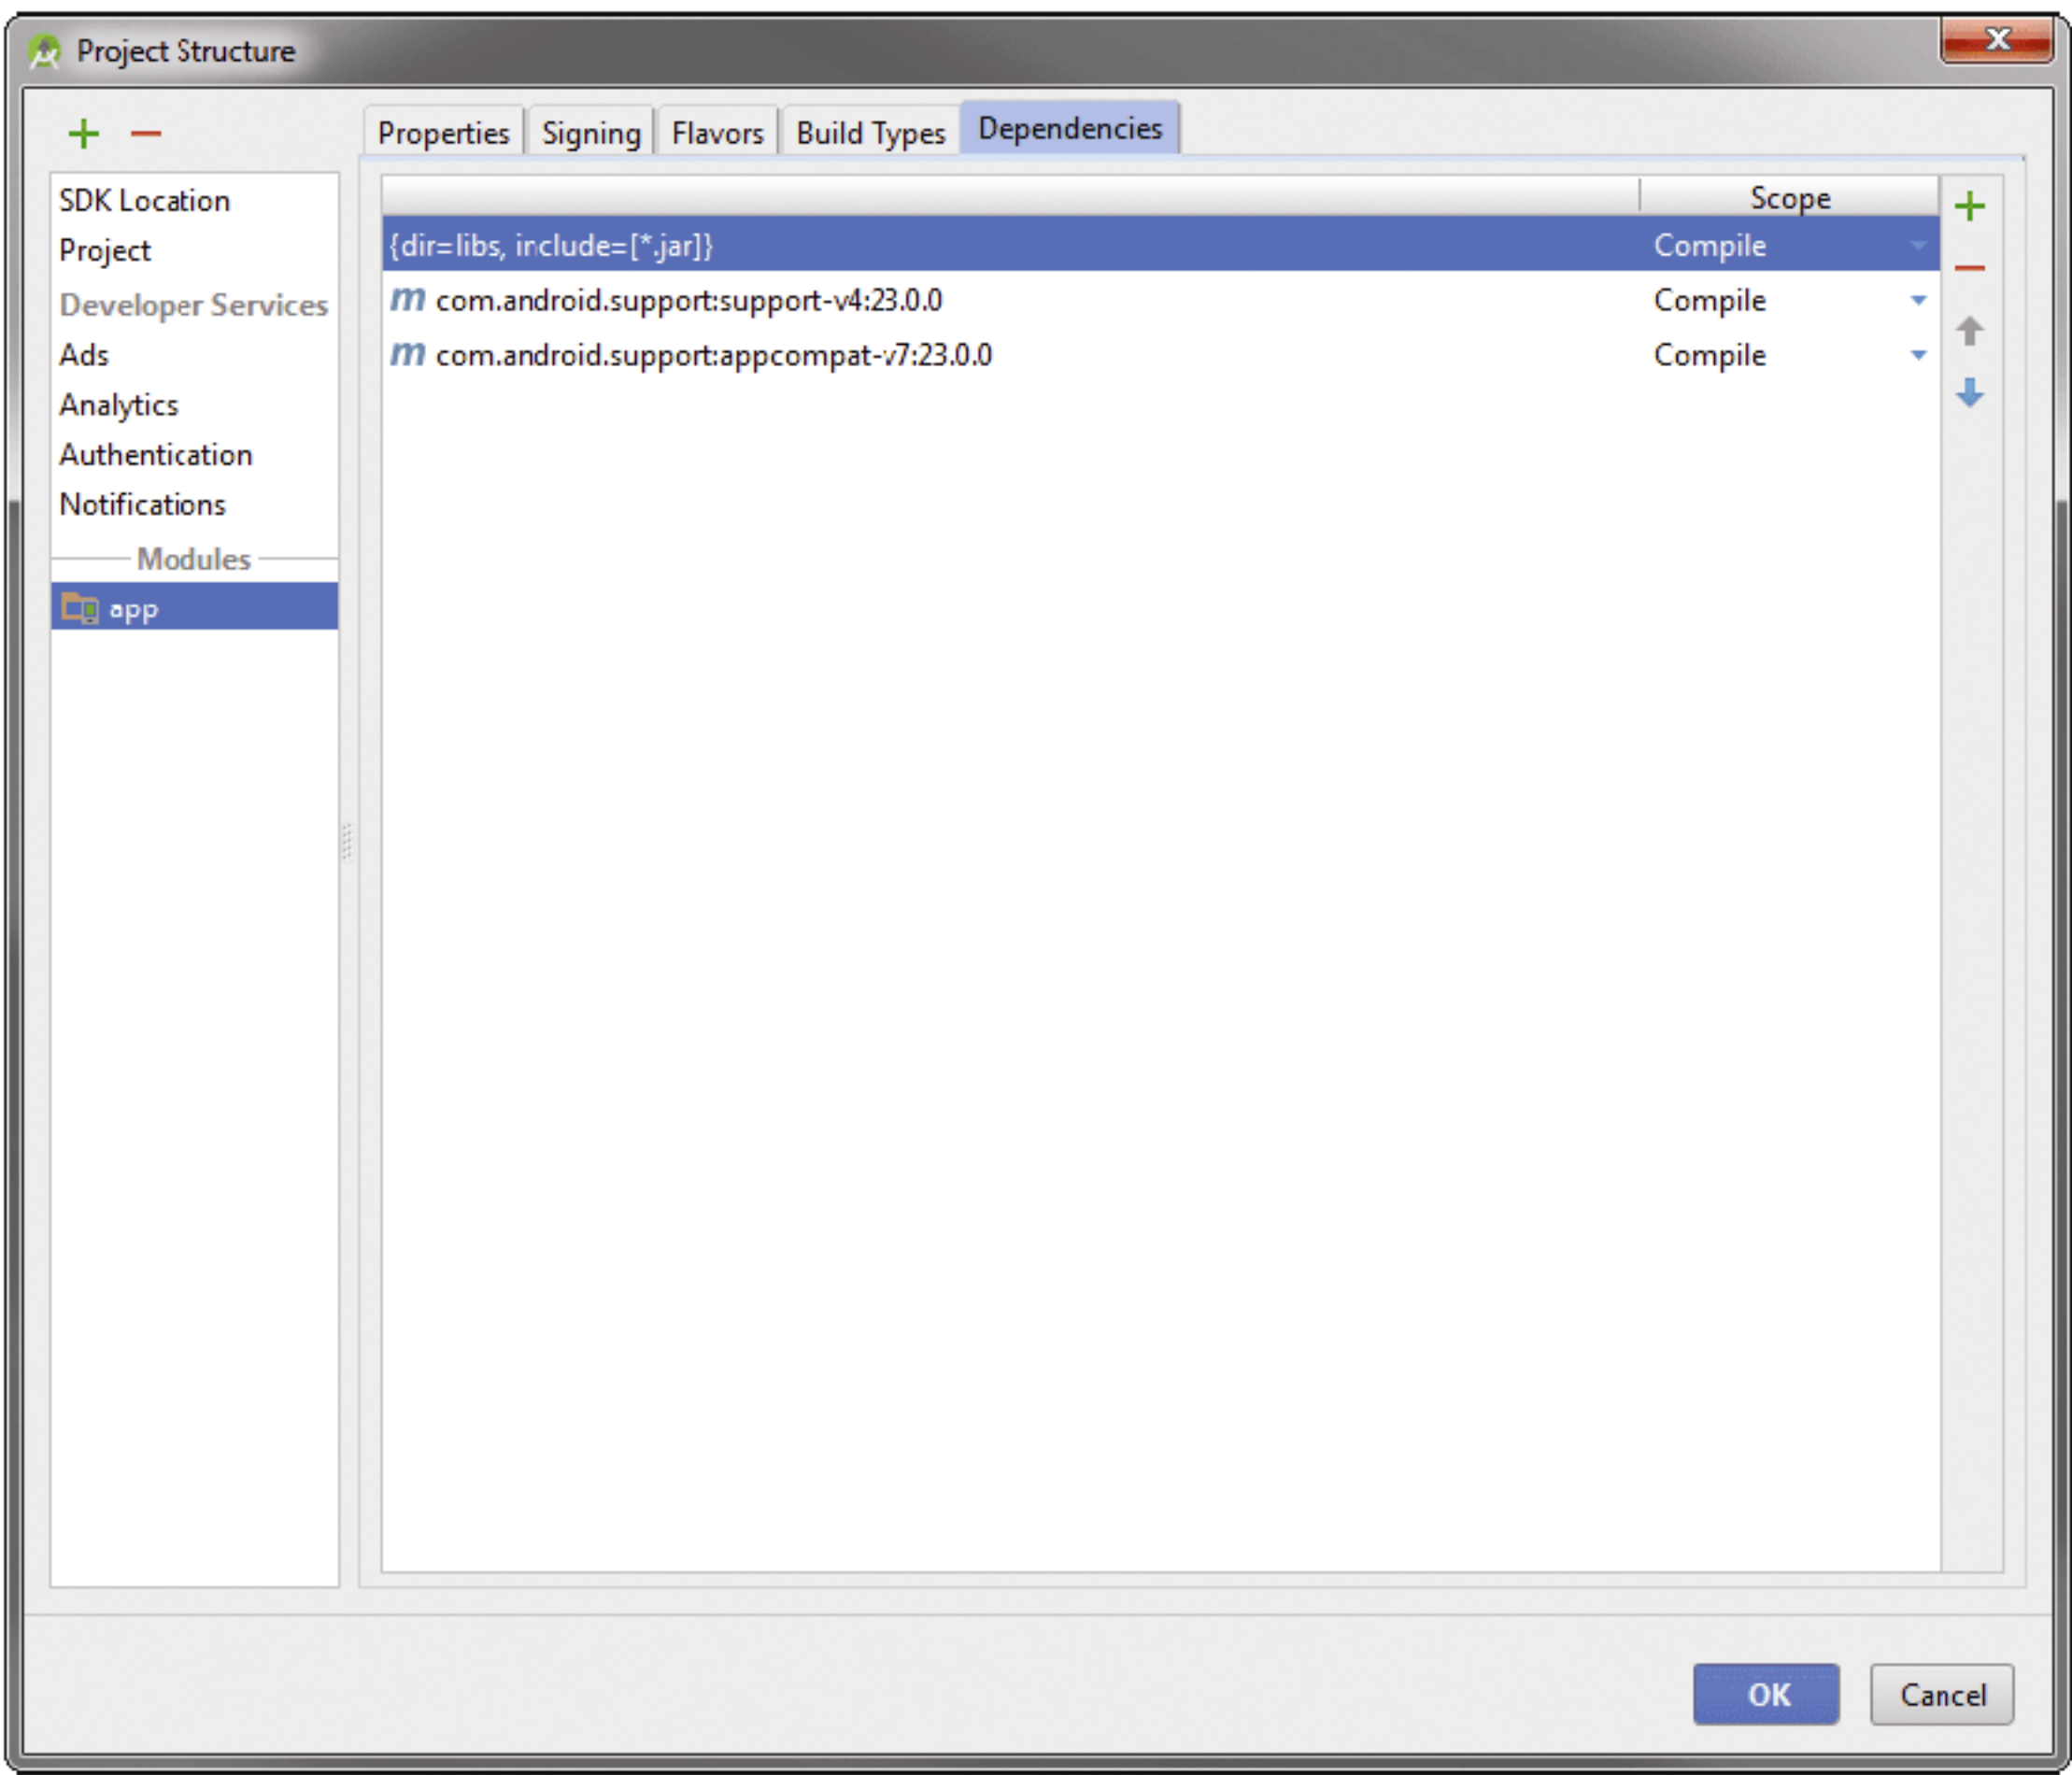 Project Structure
Properties
Signing
Flavors
Build Types
Dependencies
SDK Location
Project
Developer Services
Ads
Analytics
Authentication
Notifications
Modules
app
Scope
{dir=libs, include=[*.jar]} Compile
m com.android.support:support-v4:23.0.0 Compile
m com.android.support:appcompat-v7:23.0.0 Compile
OK
Cancel